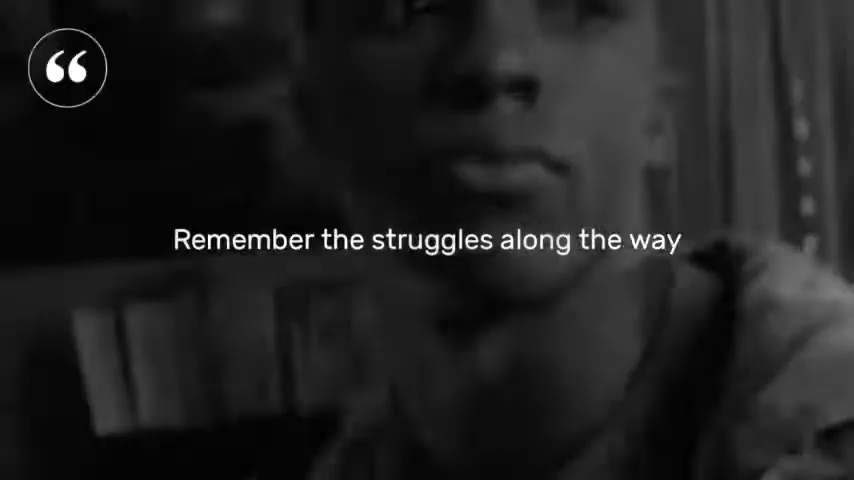 “
Remember the struggles along the way